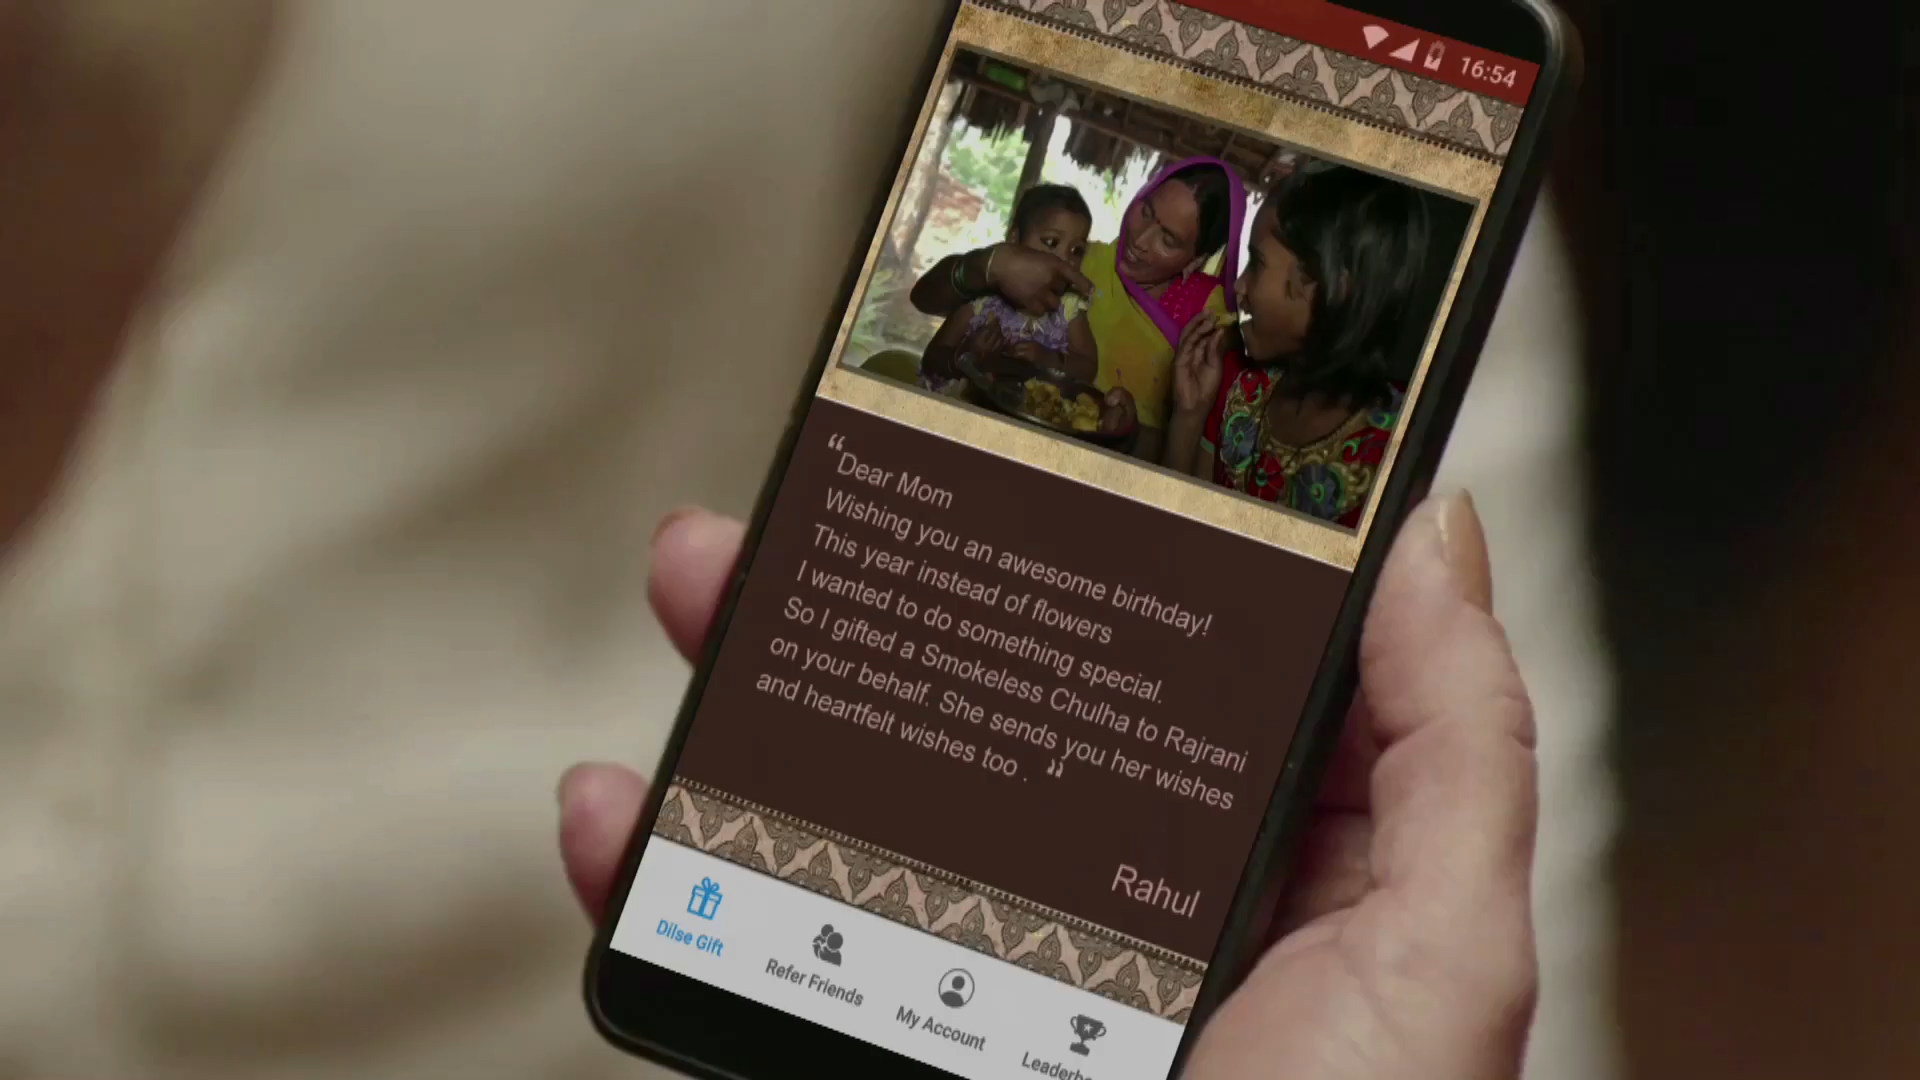 16:54
“Dear Mom
Wishing you an awesome birthday!
This year instead of flowers
I wanted to do something special.
So I gifted a Smokeless Chulha to Rajrani
on your behalf. She sends you her wishes
and heartfelt wishes too . ”
Rahul
Dilse Gift
Refer Friends
My Account